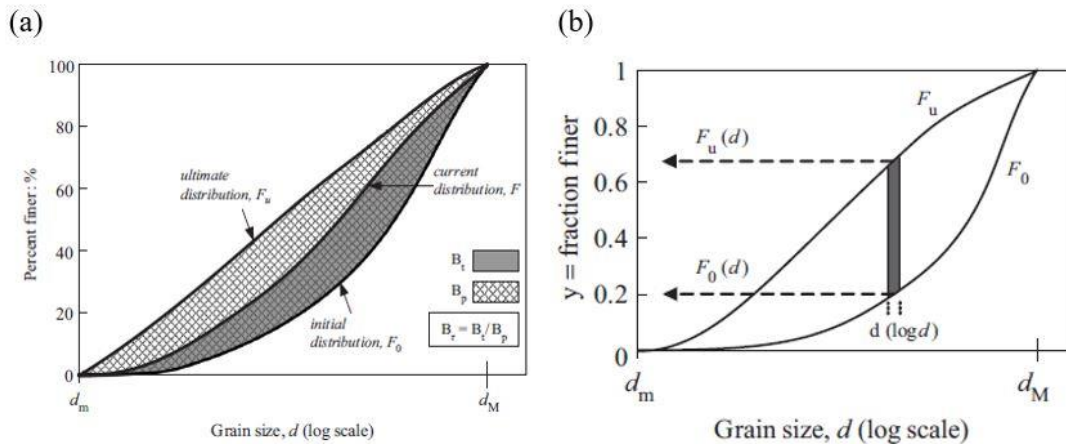 (a)
100
80
60
40
20
0
Percent finer: %
ultimate
distribution, Fu
current
distribution, F
initial
distribution, F0
Bt
Bp
Br = Bt/Bp
dm
dM
Grain size, d (log scale)
(b)
1
0.8
0.6
0.4
0.2
0
y = fraction finer
Fu
F0
Fu (d)
F0 (d)
d (log d)
dm
dM
Grain size, d (log scale)